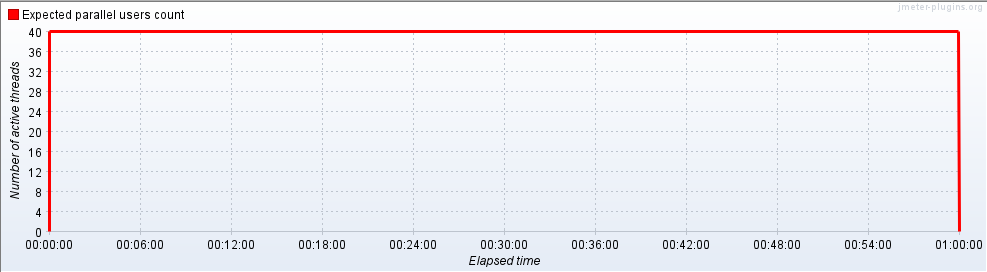 jmeter-plugins.org
Expected parallel users count
40
36
32
28
24
20
16
12
8
4
0
Number of active threads
00:00:00 00:06:00 00:12:00 00:18:00 00:24:00 00:30:00 00:36:00 00:42:00 00:48:00 00:54:00 01:00:00
Elapsed time